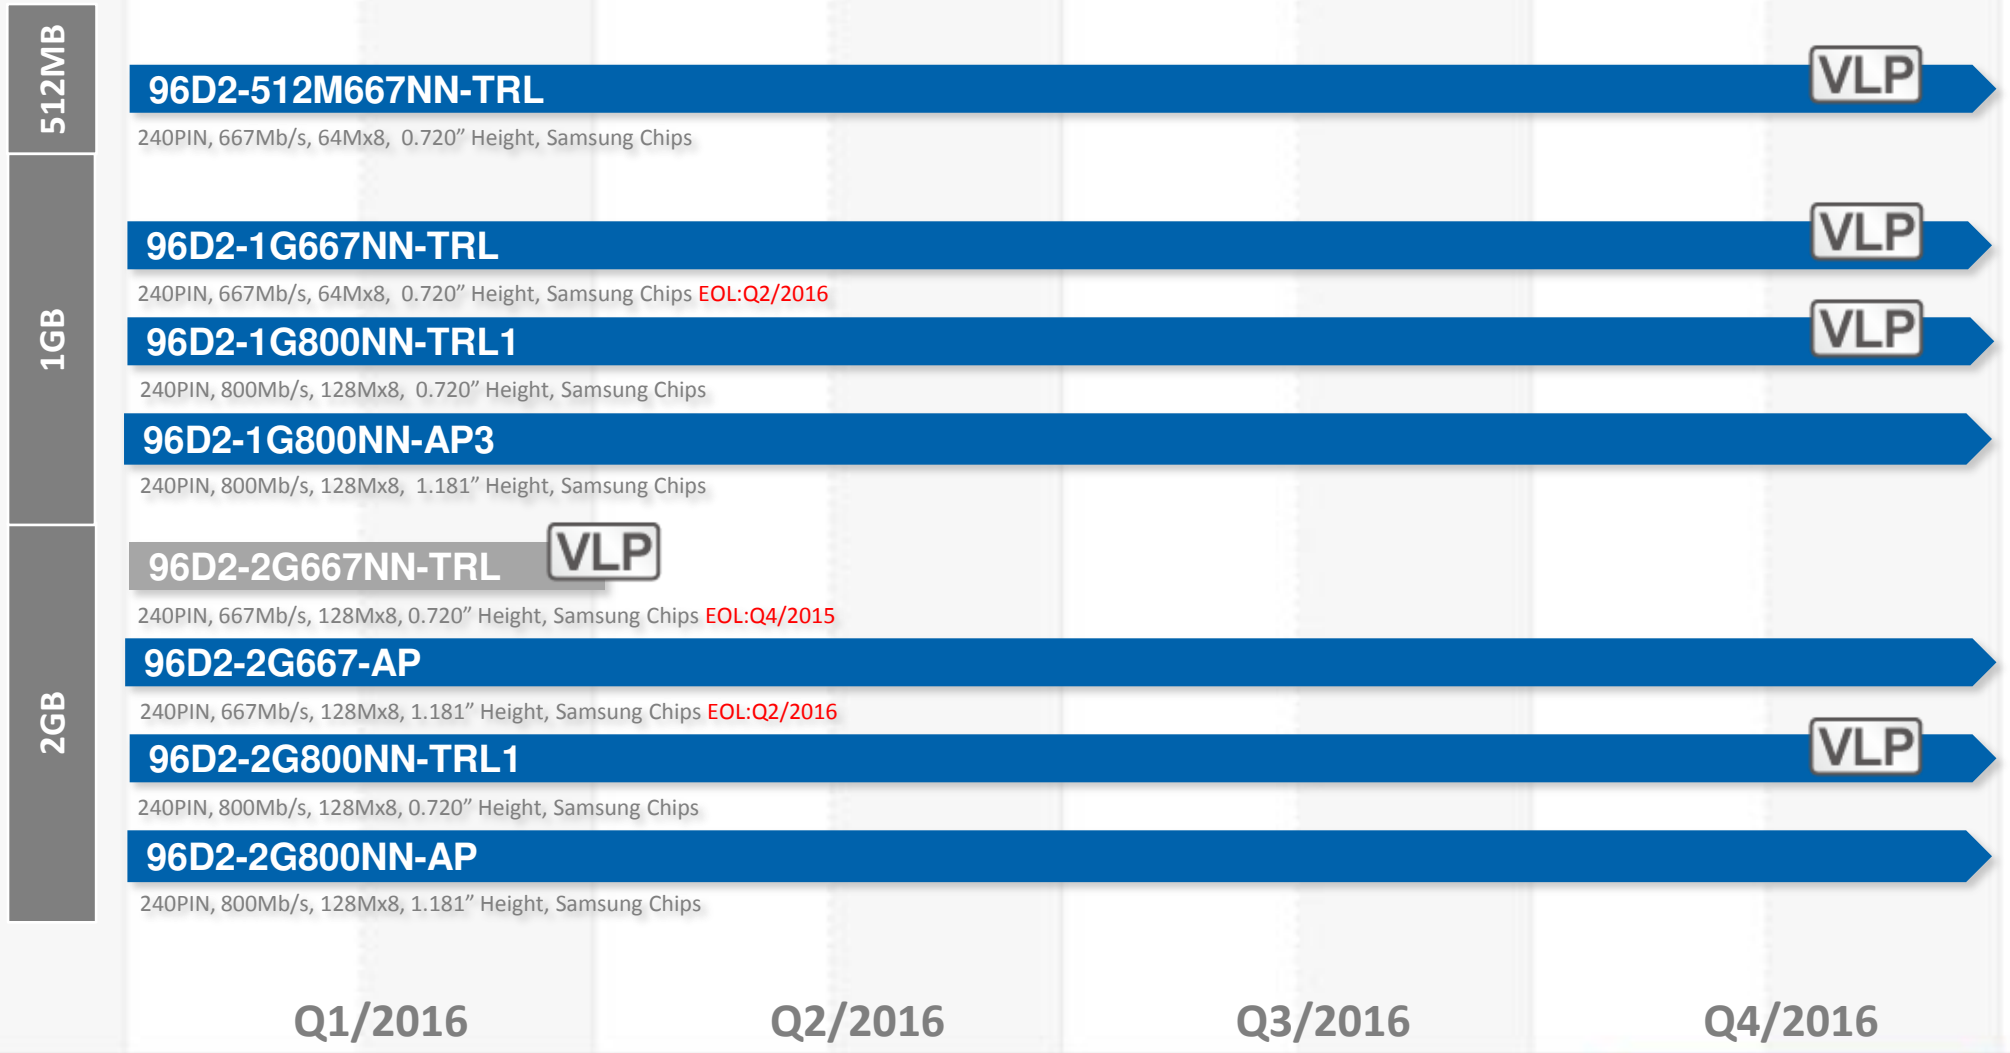 512MB
96D2-512M667NN-TRL VLP
240PIN, 667Mb/s, 64Mx8, 0.720” Height, Samsung Chips
1GB
96D2-1G667NN-TRL VLP
240PIN, 667Mb/s, 64Mx8, 0.720” Height, Samsung Chips EOL:Q2/2016
96D2-1G800NN-TRL1 VLP
240PIN, 800Mb/s, 128Mx8, 0.720” Height, Samsung Chips
96D2-1G800NN-AP3
240PIN, 800Mb/s, 128Mx8, 1.181” Height, Samsung Chips
2GB
96D2-2G667NN-TRL VLP
240PIN, 667Mb/s, 128Mx8, 0.720” Height, Samsung Chips EOL:Q4/2015
96D2-2G667-AP
240PIN, 667Mb/s, 128Mx8, 1.181” Height, Samsung Chips EOL:Q2/2016
96D2-2G800NN-TRL1 VLP
240PIN, 800Mb/s, 128Mx8, 0.720” Height, Samsung Chips
96D2-2G800NN-AP
240PIN, 800Mb/s, 128Mx8, 1.181” Height, Samsung Chips
Q1/2016 Q2/2016 Q3/2016 Q4/2016